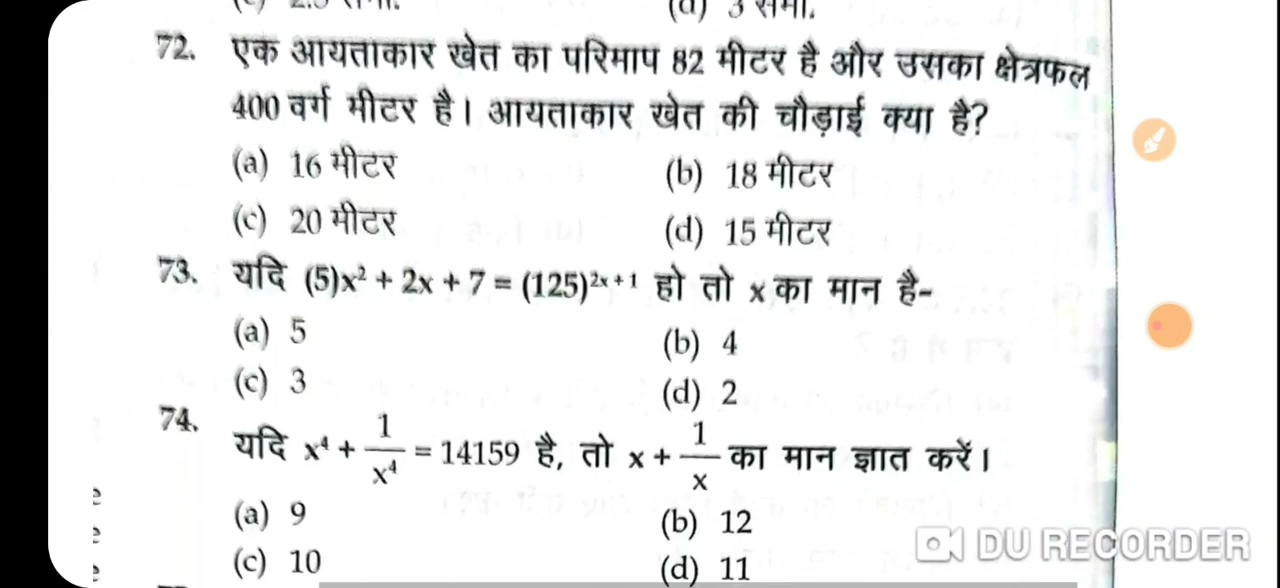 (d) 3 सेमी.
72. एक आयताकार खेत का परिमाप 82 मीटर है और उसका क्षेत्रफल
400 वर्ग मीटर है। आयताकार खेत की चौड़ाई क्या है?
(a) 16 मीटर (b) 18 मीटर
(c) 20 मीटर (d) 15 मीटर
73. यदि (5)x² + 2x + 7 = (125)²ˣ⁺¹ हो तो x का मान है-
(a) 5 (b) 4
(c) 3 (d) 2
74. यदि x⁴ + 1/x⁴ = 14159 है, तो x + 1/x का मान ज्ञात करें।
(a) 9 (b) 12
(c) 10 (d) 11
DU RECORDER